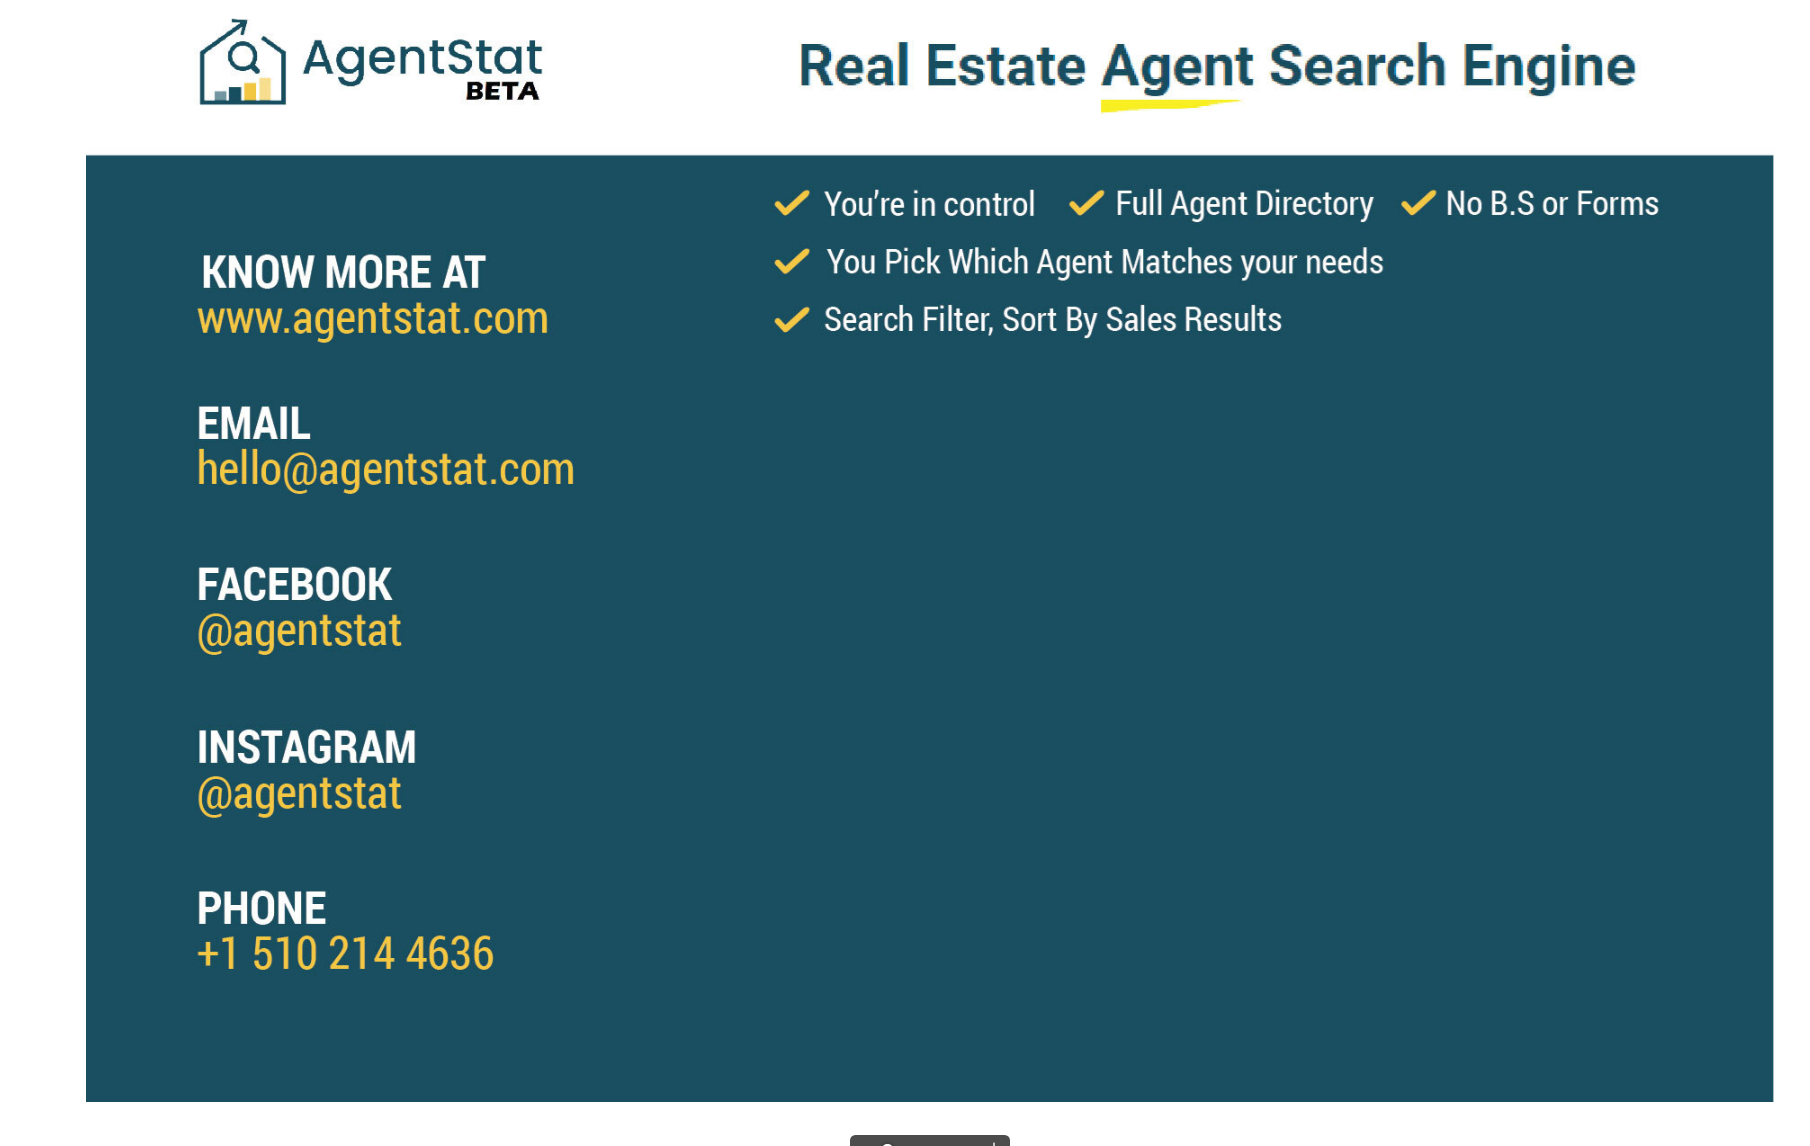 AgentStat
BETA
Real Estate Agent Search Engine
You’re in control
Full Agent Directory
No B.S or Forms
You Pick Which Agent Matches your needs
Search Filter, Sort By Sales Results
KNOW MORE AT
www.agentstat.com
EMAIL
hello@agentstat.com
FACEBOOK
@agentstat
INSTAGRAM
@agentstat
PHONE
+1 510 214 4636